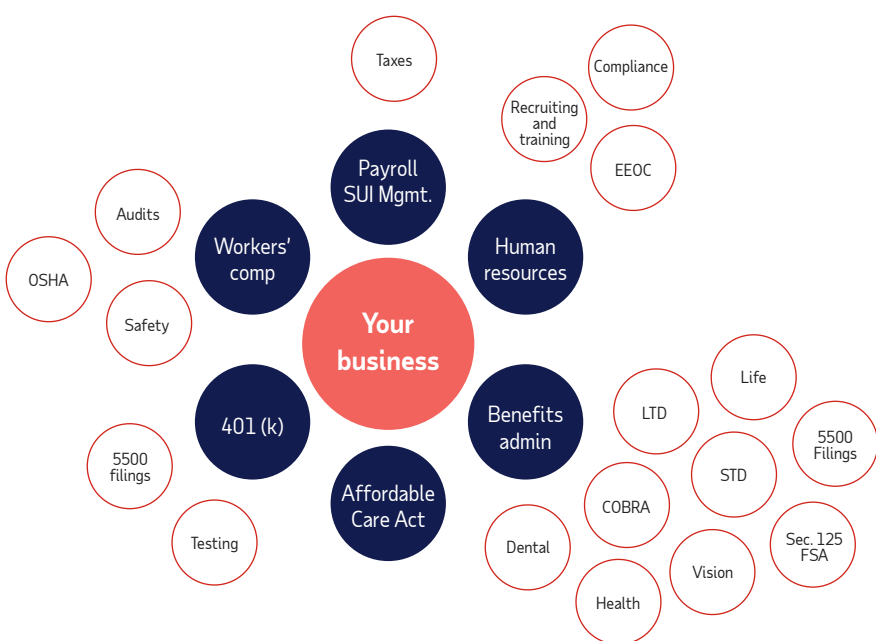 Taxes
Compliance
Recruiting
and
training
EEOC
Payroll
SUI Mgmt.
Audits
Workers'
comp
Human
resources
OSHA
Safety
Your
business
401 (k)
Benefits
admin
Affordable
Care Act
5500
filings
Testing
Life
LTD
5500
Filings
STD
COBRA
Dental
Sec. 125
FSA
Vision
Health